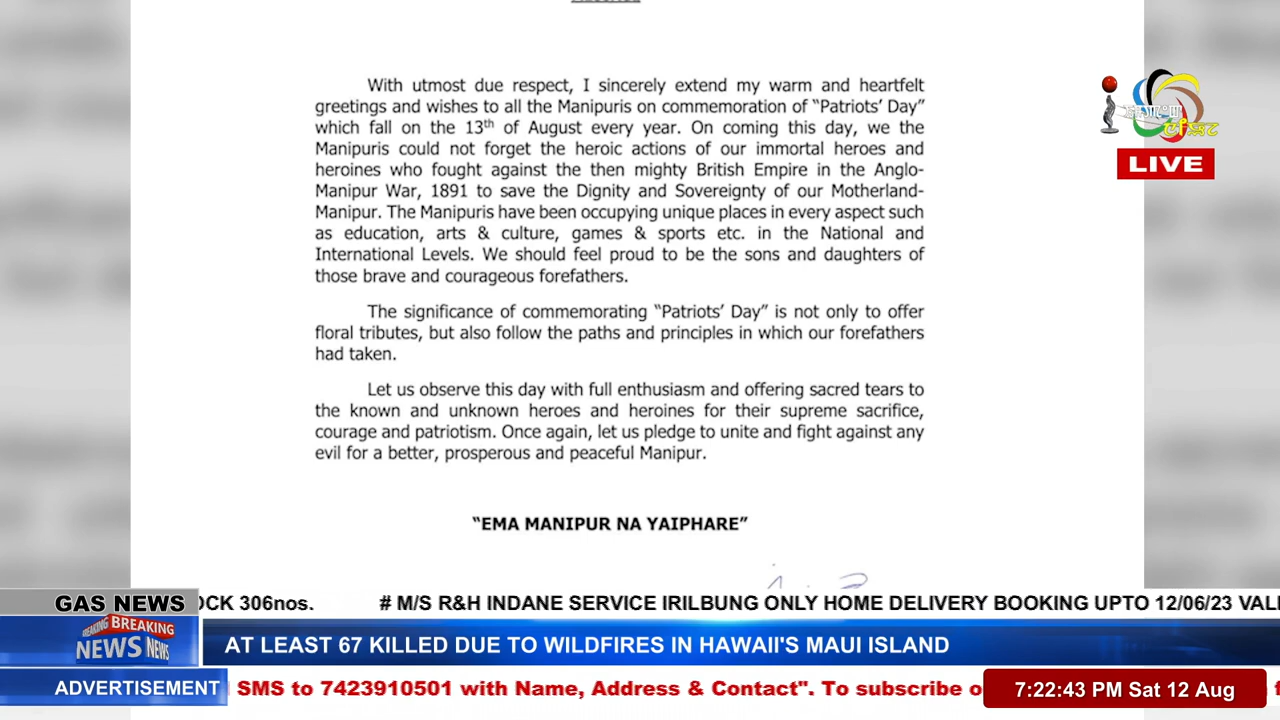 With utmost due respect, I sincerely extend my warm and heartfelt
greetings and wishes to all the Manipuris on commemoration of “Patriots’ Day”
which fall on the 13th of August every year. On coming this day, we the
Manipuris could not forget the heroic actions of our immortal heroes and
heroines who fought against the then mighty British Empire in the Anglo-
Manipur War, 1891 to save the Dignity and Sovereignty of our Motherland-
Manipur. The Manipuris have been occupying unique places in every aspect such
as education, arts & culture, games & sports etc. in the National and
International Levels. We should feel proud to be the sons and daughters of
those brave and courageous forefathers.
The significance of commemorating “Patriots’ Day” is not only to offer
floral tributes, but also follow the paths and principles in which our forefathers
had taken.
Let us observe this day with full enthusiasm and offering sacred tears to
the known and unknown heroes and heroines for their supreme sacrifice,
courage and patriotism. Once again, let us pledge to unite and fight against any
evil for a better, prosperous and peaceful Manipur.
“EMA MANIPUR NA YAIPHARE”
LIVE
GAS NEWS
OCK 306nos. # M/S R&H INDANE SERVICE IRILBUNG ONLY HOME DELIVERY BOOKING UPTO 12/06/23 VALI
BREAKING BREAKING
NEWS NEWS
AT LEAST 67 KILLED DUE TO WILDFIRES IN HAWAII'S MAUI ISLAND
ADVERTISEMENT
SMS to 7423910501 with Name, Address & Contact". To subscribe o
7:22:43 PM Sat 12 Aug